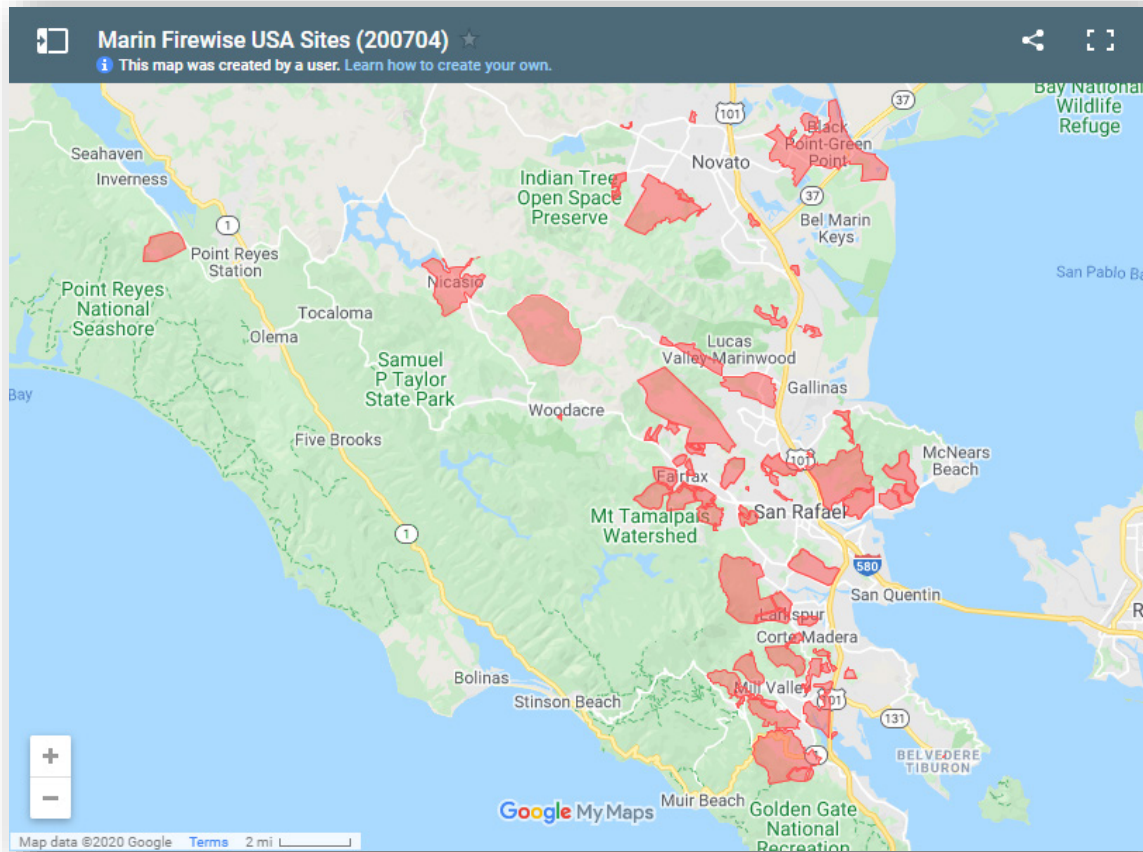 Marin Firewise USA Sites (200704)
This map was created by a user. Learn how to create your own.
Bay National
Wildlife
Refuge
37
101
Black
Point-Green
Point
Seahaven
Inverness
Novato
Indian Tree
Open Space
Preserve
37
Bel Marin
Keys
1
Point Reyes
Station
San Pablo Ba
Nicasio
Point Reyes
National
Seashore
Tocaloma
Olema
Lucas
Valley Marinwood
Samuel
P Taylor
State Park
Gallinas
Bay
Woodacre
Five Brooks
McNears
Beach
101
Fairfax
San Rafael
Mt Tamalpais
Watershed
1
580
San Quentin
R
Larkspur
Corte Madera
Bolinas
Mill Valley
Stinson Beach
101
131
BELVEDERE
TIBURON
1
+
−
Muir Beach
Google My Maps
Golden Gate
National
Recreation
Map data ©2020 Google Terms 2 mi